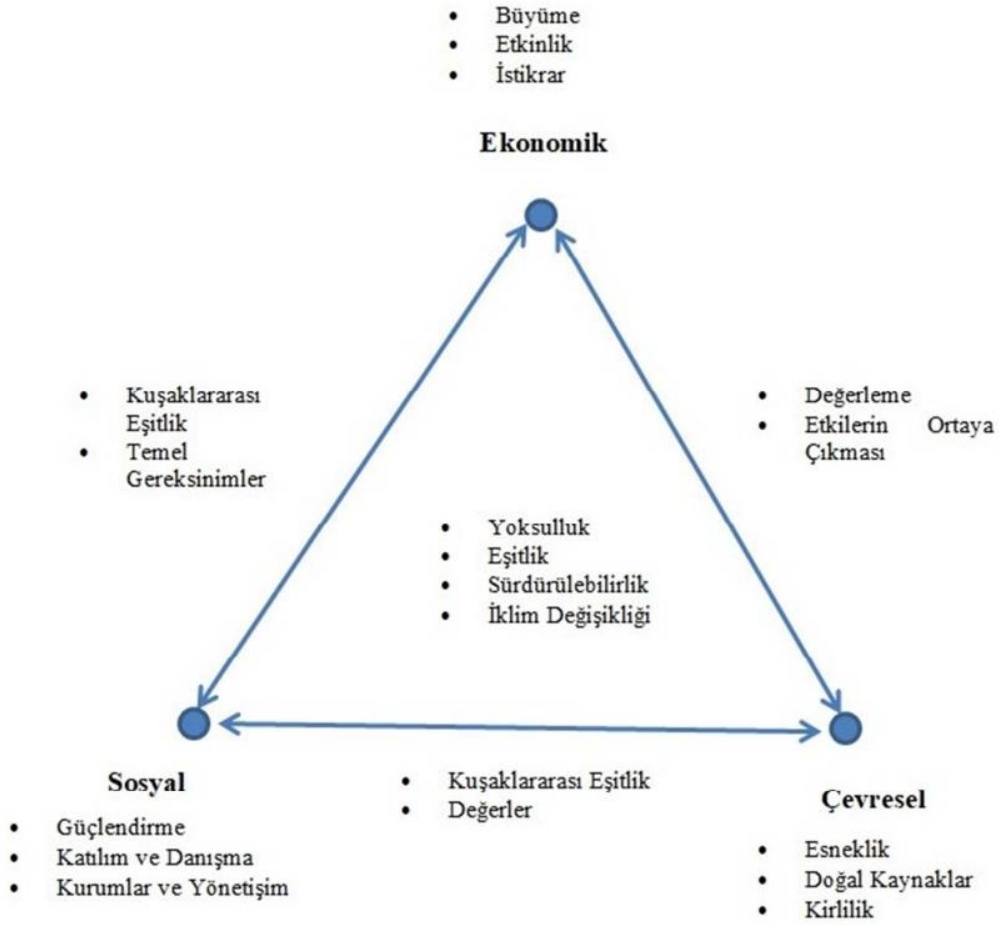 • Büyüme
• Etkinlik
• İstikrar
Ekonomik
• Kuşaklararası
Eşitlik
• Temel
Gereksinimler
• Değerleme
• Etkilerin Ortaya
Çıkması
• Yoksulluk
• Eşitlik
• Sürdürülebilirlik
• İklim Değişikliği
Sosyal
• Güçlendirme
• Katılım ve Danışma
• Kurumlar ve Yönetişim
• Kuşaklararası Eşitlik
• Değerler
Çevresel
• Esneklik
• Doğal Kaynaklar
• Kirlilik